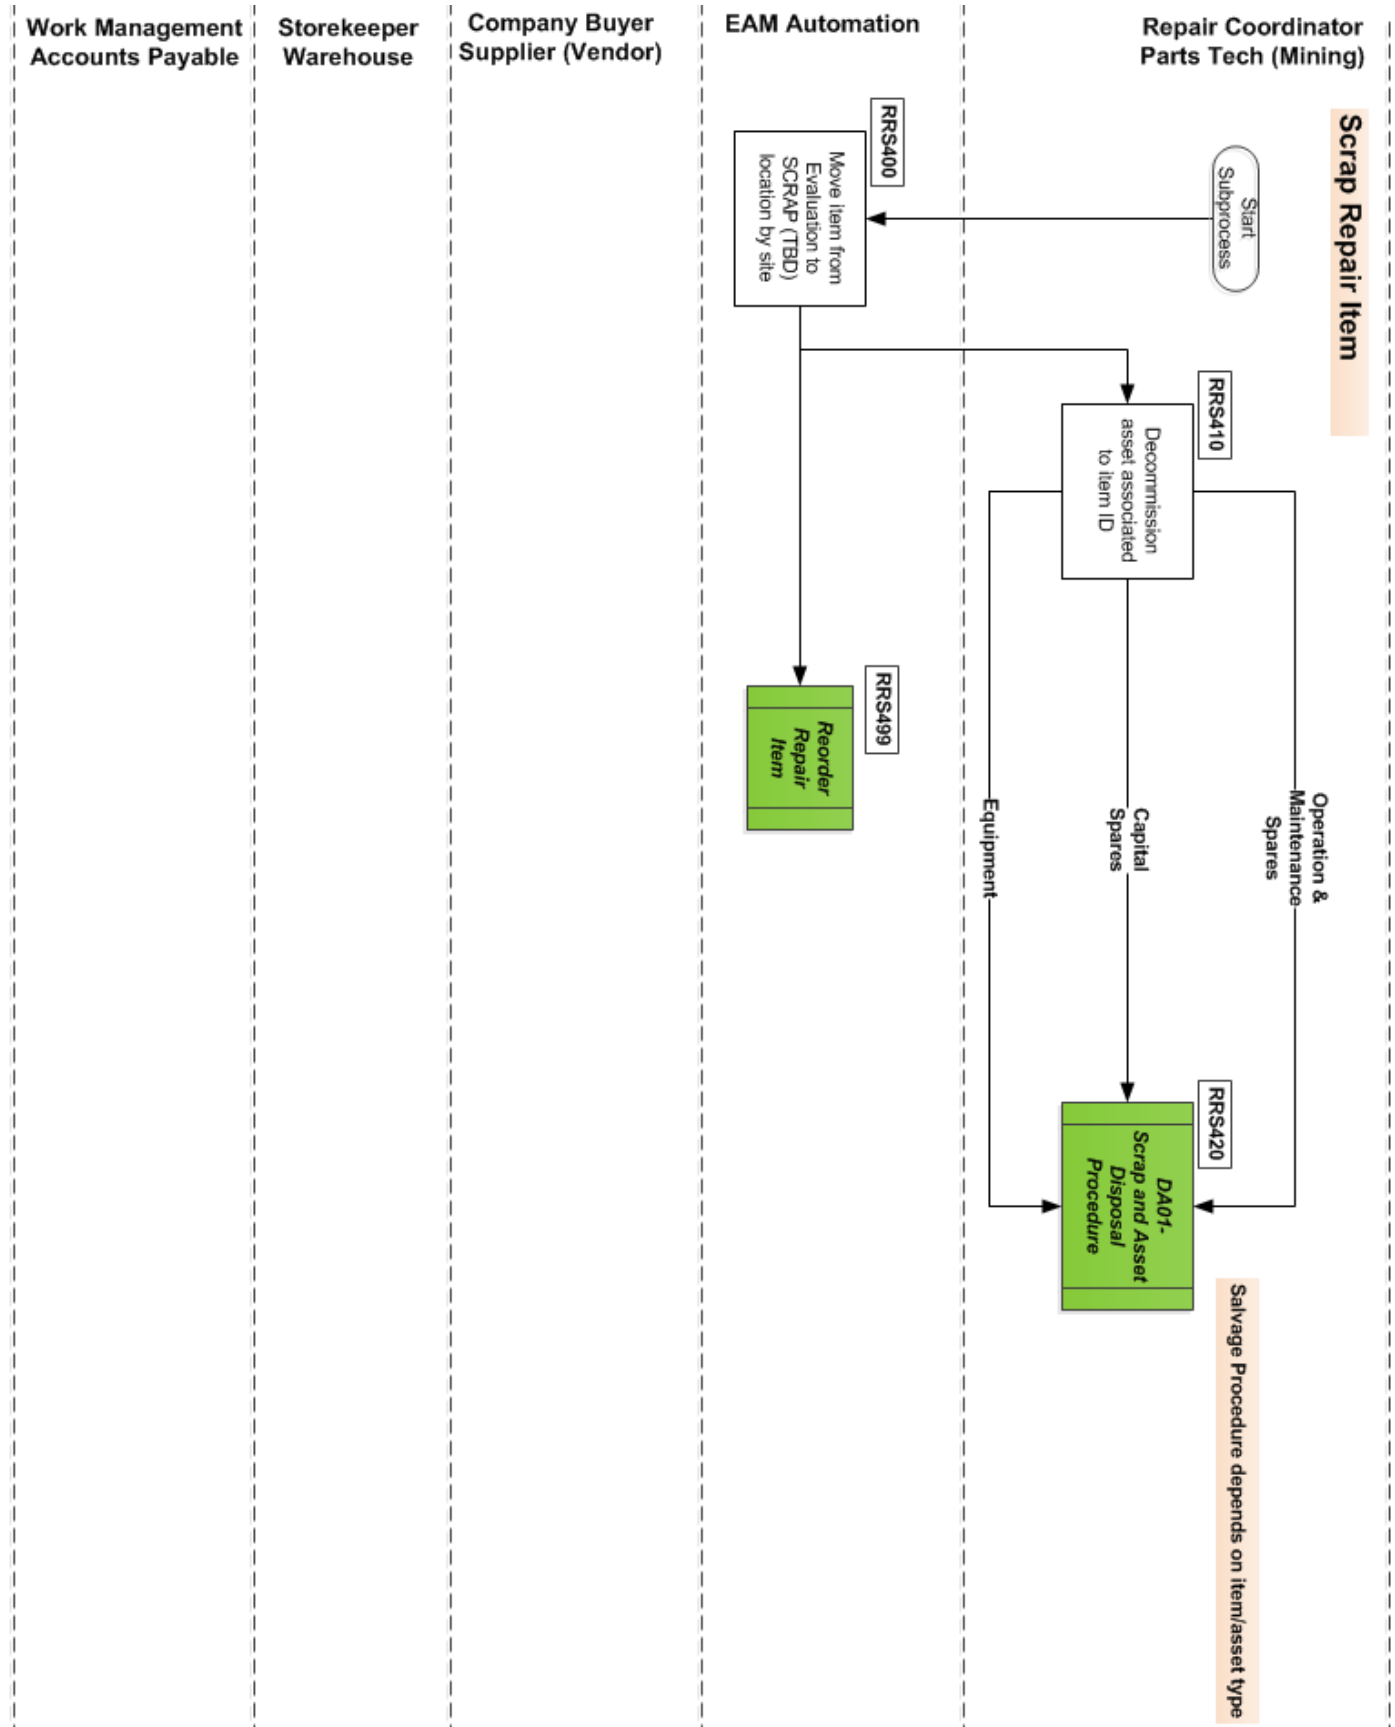 Work Management
Accounts Payable
Storekeeper
Warehouse
Company Buyer
Supplier (Vendor)
EAM Automation
Repair Coordinator
Parts Tech (Mining)
Scrap Repair Item
Start
Subprocess
RRS400
Move item from
Evaluation to
SCRAP (TBD)
location by site
RRS410
Decommission
asset associated
to item ID
RRS499
Reorder
Repair
Item
Operation &
Maintenance
Spares
Capital
Spares
Equipment
RRS420
DA01-
Scrap and Asset
Disposal
Procedure
Salvage Procedure depends on item/asset type